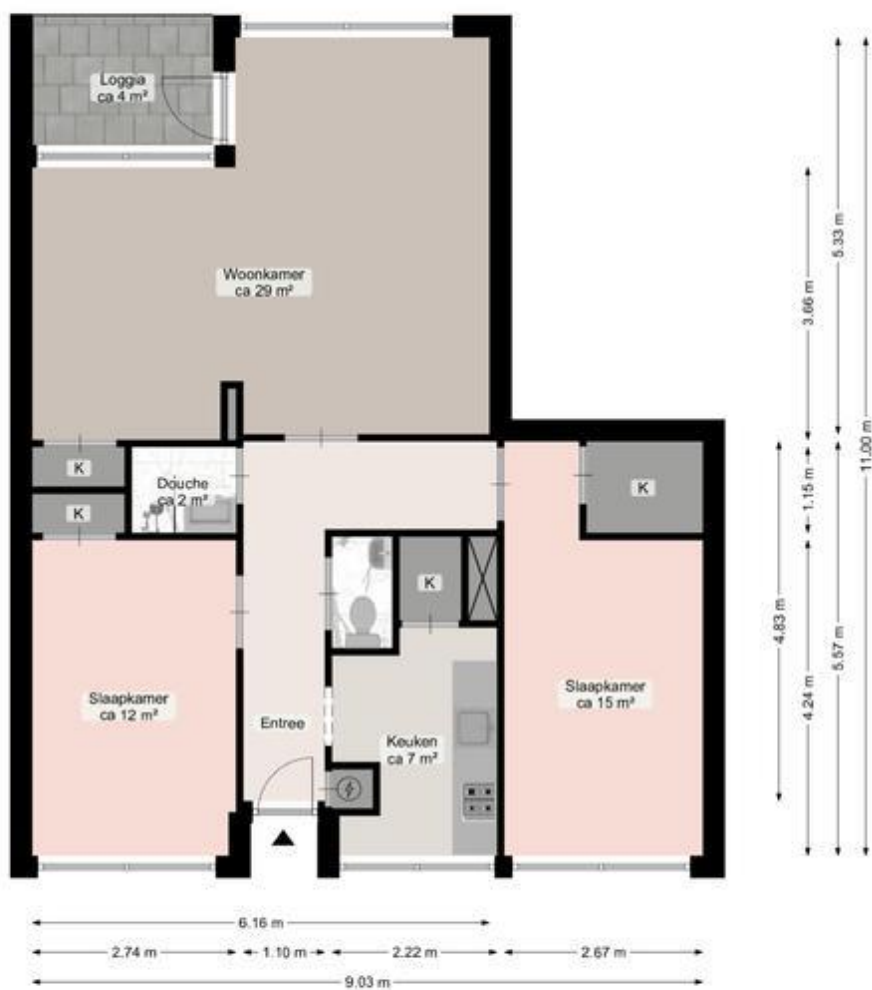 Loggia
ca 4 m²
Woonkamer
ca 29 m²
K
Douche
ca 2 m²
K
K
K
Slaapkamer
ca 12 m²
Entree
Keuken
ca 7 m²
Slaapkamer
ca 15 m²
5.33 m
11.00 m
3.66 m
1.15 m
4.83 m
5.57 m
4.24 m
6.16 m
2.74 m
1.10 m
2.22 m
2.67 m
9.03 m